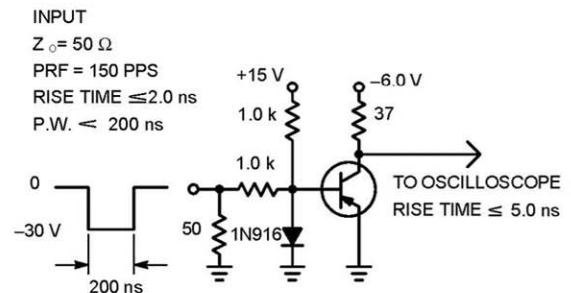 INPUT
Z o = 50 Ω
PRF = 150 PPS
RISE TIME ≤2.0 ns
P.W. < 200 ns
+15 V
–6.0 V
1.0 k
37
1.0 k
TO OSCILLOSCOPE
RISE TIME ≤ 5.0 ns
0
–30 V
50
1N916
200 ns